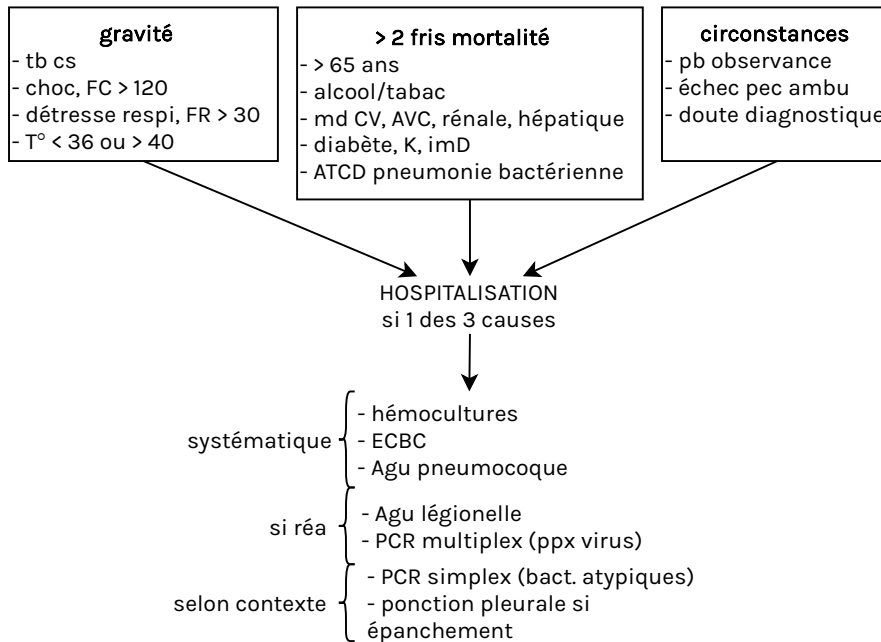 gravité
- tb cs
- choc, FC > 120
- détresse respi, FR > 30
- T° < 36 ou > 40
> 2 fris mortalité
- > 65 ans
- alcool/tabac
- md CV, AVC, rénale, hépatique
- diabète, K, imD
- ATCD pneumonie bactérienne
circonstances
- pb observance
- échec pec ambu
- doute diagnostique
HOSPITALISATION
si 1 des 3 causes
systématique
- hémocultures
- ECBC
- Agu pneumocoque
si réa
- Agu légionelle
- PCR multiplex (ppx virus)
selon contexte
- PCR simplex (bact. atypiques)
- ponction pleurale si
épanchement